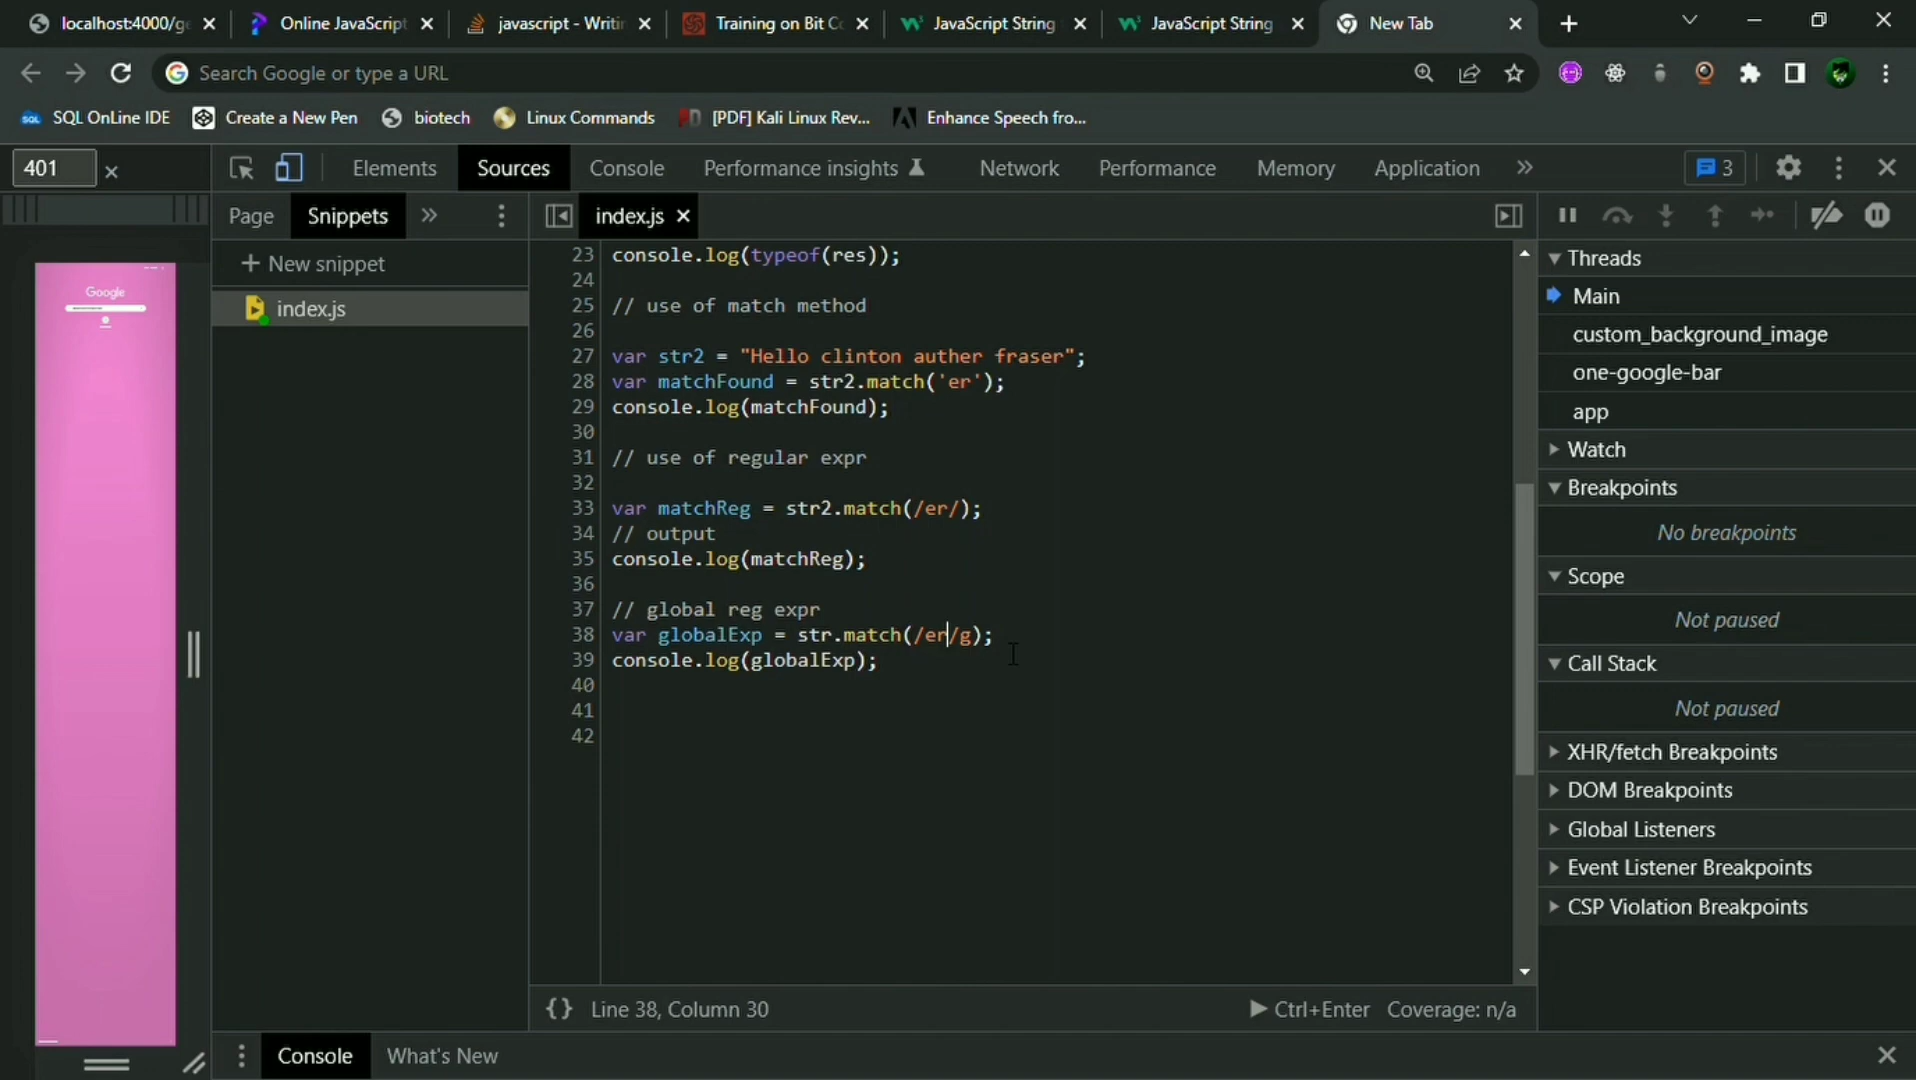 localhost:4000/ge
Online JavaScript
javascript - Writin
Training on Bit Co
JavaScript String
JavaScript String
New Tab
Search Google or type a URL
SQL OnLine IDE
Create a New Pen
biotech
Linux Commands
[PDF] Kali Linux Rev...
Enhance Speech fro...
401
Elements
Sources
Console
Performance insights
Network
Performance
Memory
Application
3
Page
Snippets
index.js
New snippet
index.js
Google
23 console.log(typeof(res));
24
25 // use of match method
26
27 var str2 = "Hello clinton auther fraser";
28 var matchFound = str2.match('er');
29 console.log(matchFound);
30
31 // use of regular expr
32
33 var matchReg = str2.match(/er/);
34 // output
35 console.log(matchReg);
36
37 // global reg expr
38 var globalExp = str.match(/er/g);
39 console.log(globalExp);
40
41
42
{} Line 38, Column 30
Ctrl+Enter
Coverage: n/a
Threads
Main
custom_background_image
one-google-bar
app
Watch
Breakpoints
No breakpoints
Scope
Not paused
Call Stack
Not paused
XHR/fetch Breakpoints
DOM Breakpoints
Global Listeners
Event Listener Breakpoints
CSP Violation Breakpoints
Console
What's New